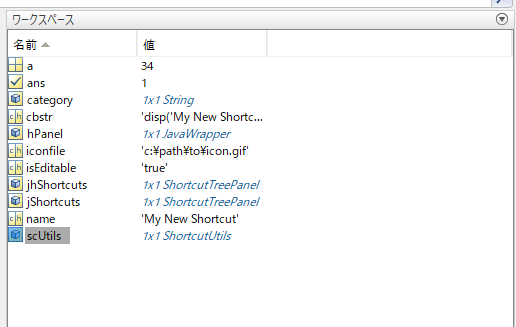 ワークスペース
名前 値
a 34
ans 1
category 1x1 String
cbstr 'disp('My New Shortc...
hPanel 1x1 JavaWrapper
iconfile 'c:¥path¥to¥icon.gif'
isEditable 'true'
jhShortcuts 1x1 ShortcutTreePanel
jShortcuts 1x1 ShortcutTreePanel
name 'My New Shortcut'
scUtils 1x1 ShortcutUtils